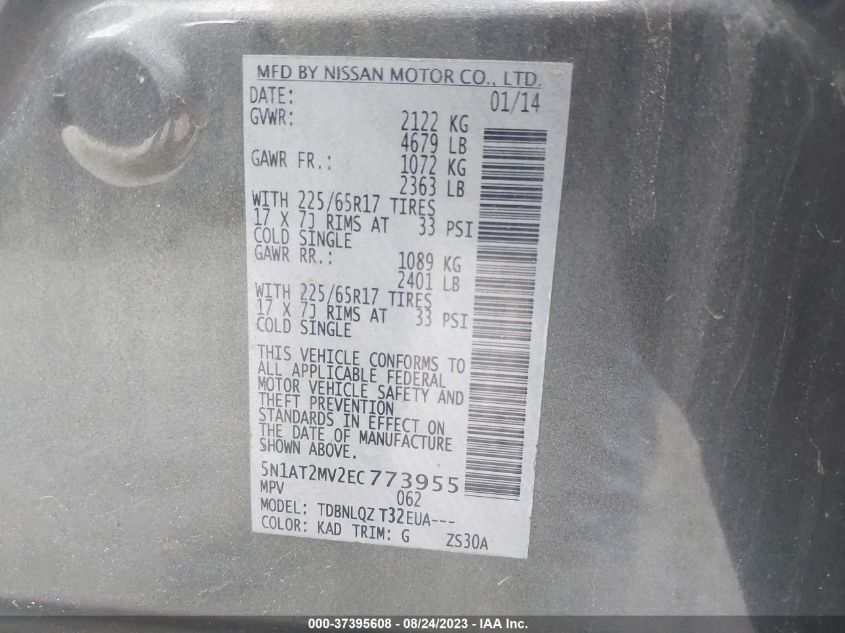 MFD BY NISSAN MOTOR CO., LTD.
DATE: 01/14
GVWR: 2122 KG
4679 LB
GAWR FR.: 1072 KG
2363 LB
WITH 225/65R17 TIRES
17 X 7J RIMS AT 33 PSI
COLD SINGLE
GAWR RR.: 1089 KG
2401 LB
WITH 225/65R17 TIRES
17 X 7J RIMS AT 33 PSI
COLD SINGLE
THIS VEHICLE CONFORMS TO
ALL APPLICABLE FEDERAL
MOTOR VEHICLE SAFETY AND
THEFT PREVENTION
STANDARDS IN EFFECT ON
THE DATE OF MANUFACTURE
SHOWN ABOVE.
5N1AT2MV2EC773955
MPV 062
MODEL: TDBNLQZ T32EUA---
COLOR: KAD TRIM: G ZS30A
000-37395608 - 08/24/2023 - IAA Inc.